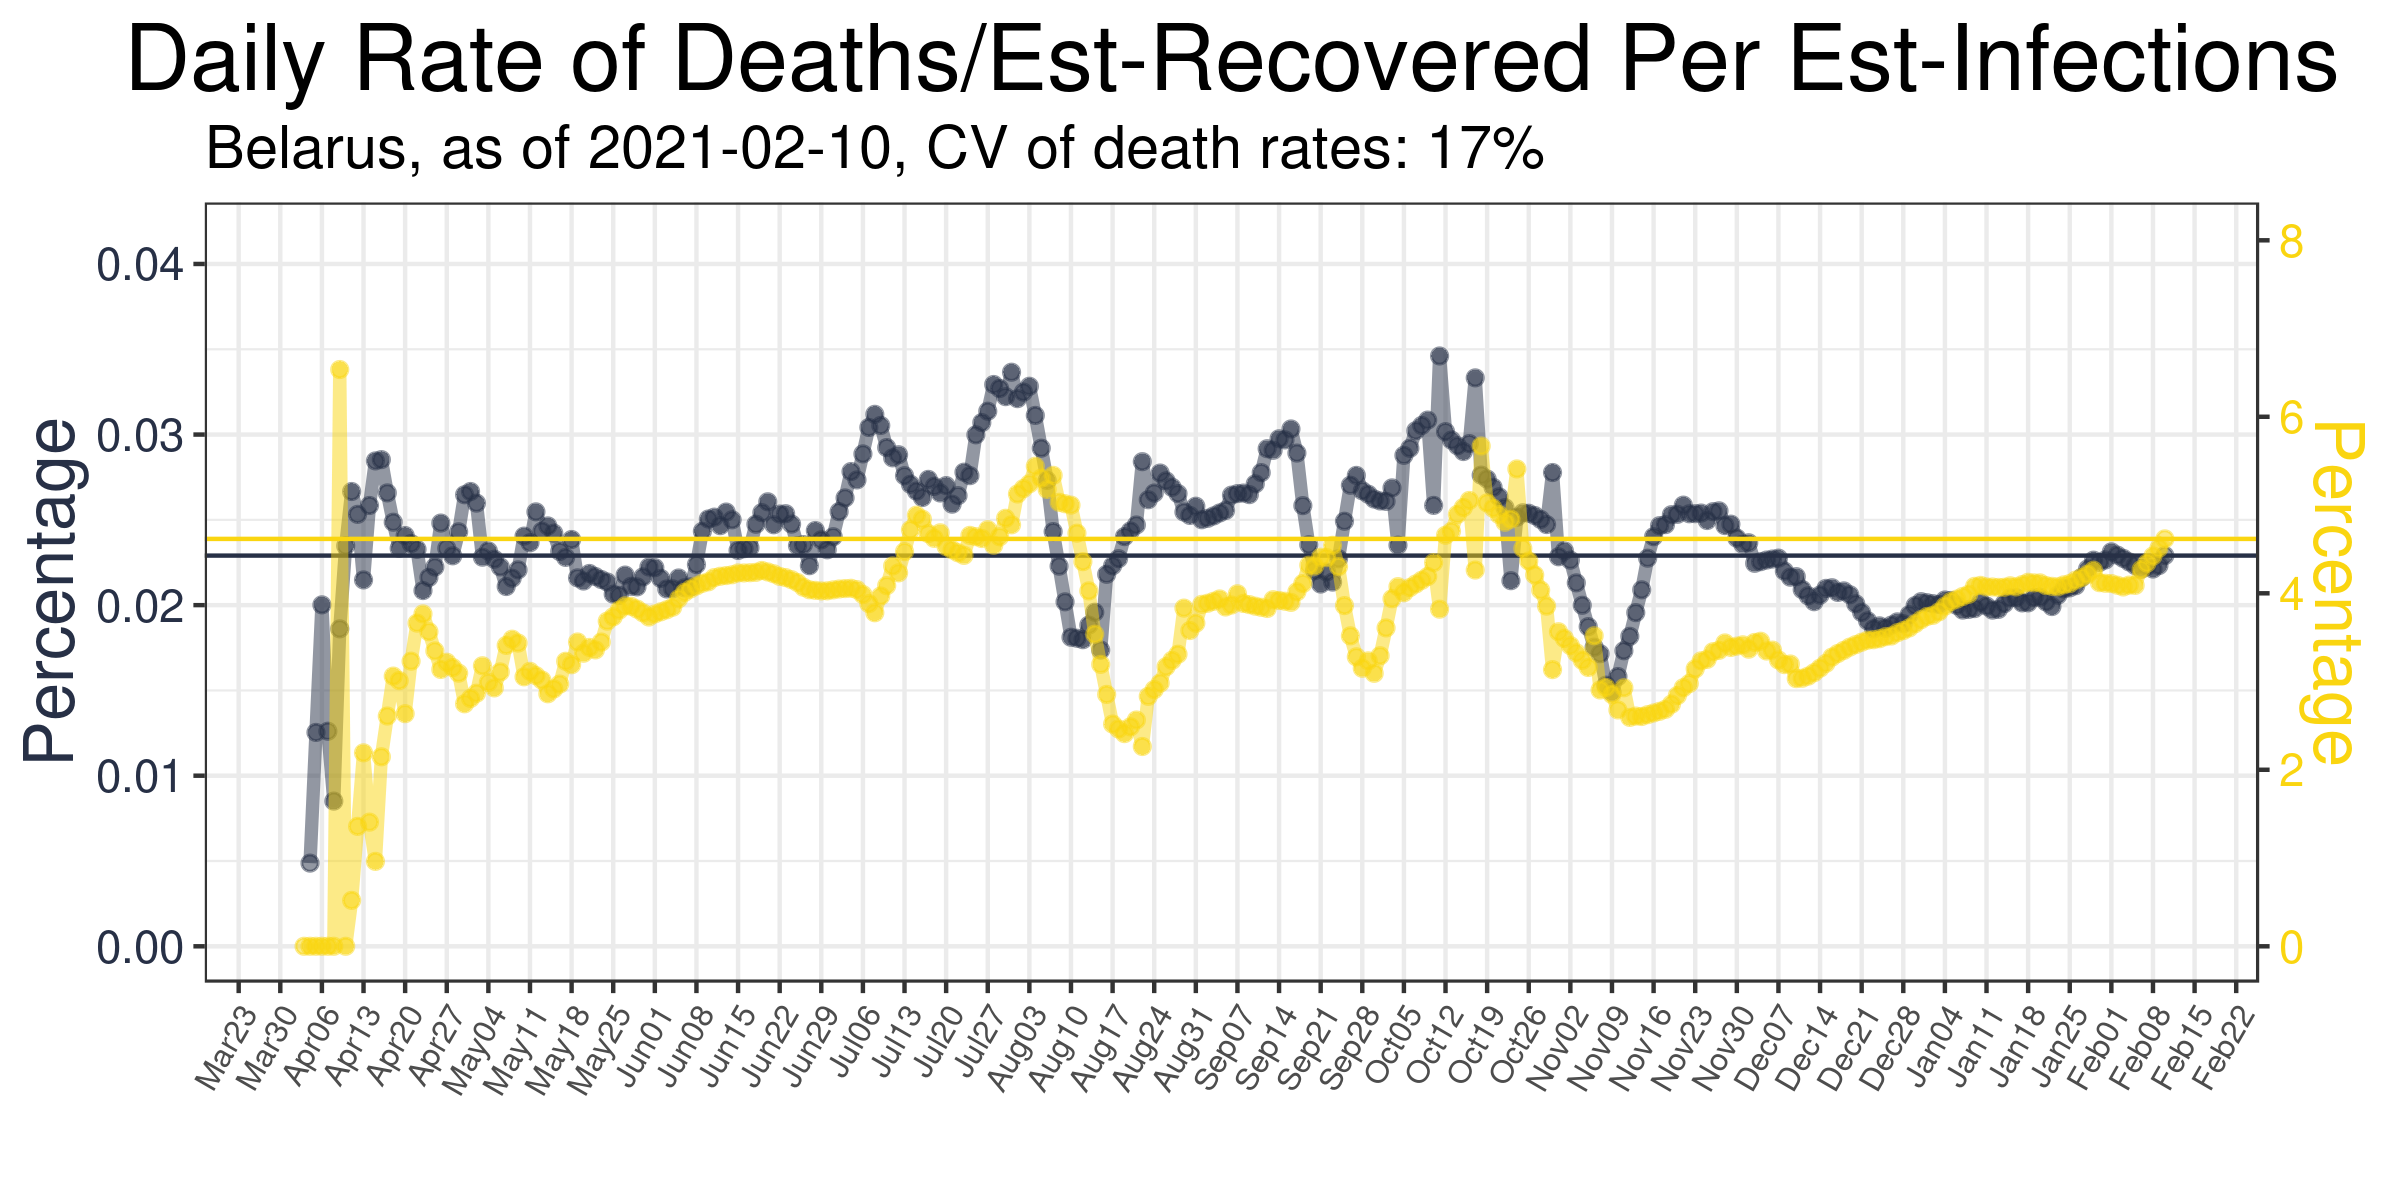 Daily Rate of Deaths/Est-Recovered Per Est-Infections
Belarus, as of 2021-02-10, CV of death rates: 17%
Percentage
0.04
0.03
0.02
0.01
0.00
8
6
4
2
0
Percentage
Mar23 Mar30 Apr06 Apr13 Apr20 Apr27 May04 May11 May18 May25 Jun01 Jun08 Jun15 Jun22 Jun29 Jul06 Jul13 Jul20 Jul27 Aug03 Aug10 Aug17 Aug24 Aug31 Sep07 Sep14 Sep21 Sep28 Oct05 Oct12 Oct19 Oct26 Nov02 Nov09 Nov16 Nov23 Nov30 Dec07 Dec14 Dec21 Dec28 Jan04 Jan11 Jan18 Jan25 Feb01 Feb08 Feb15 Feb22